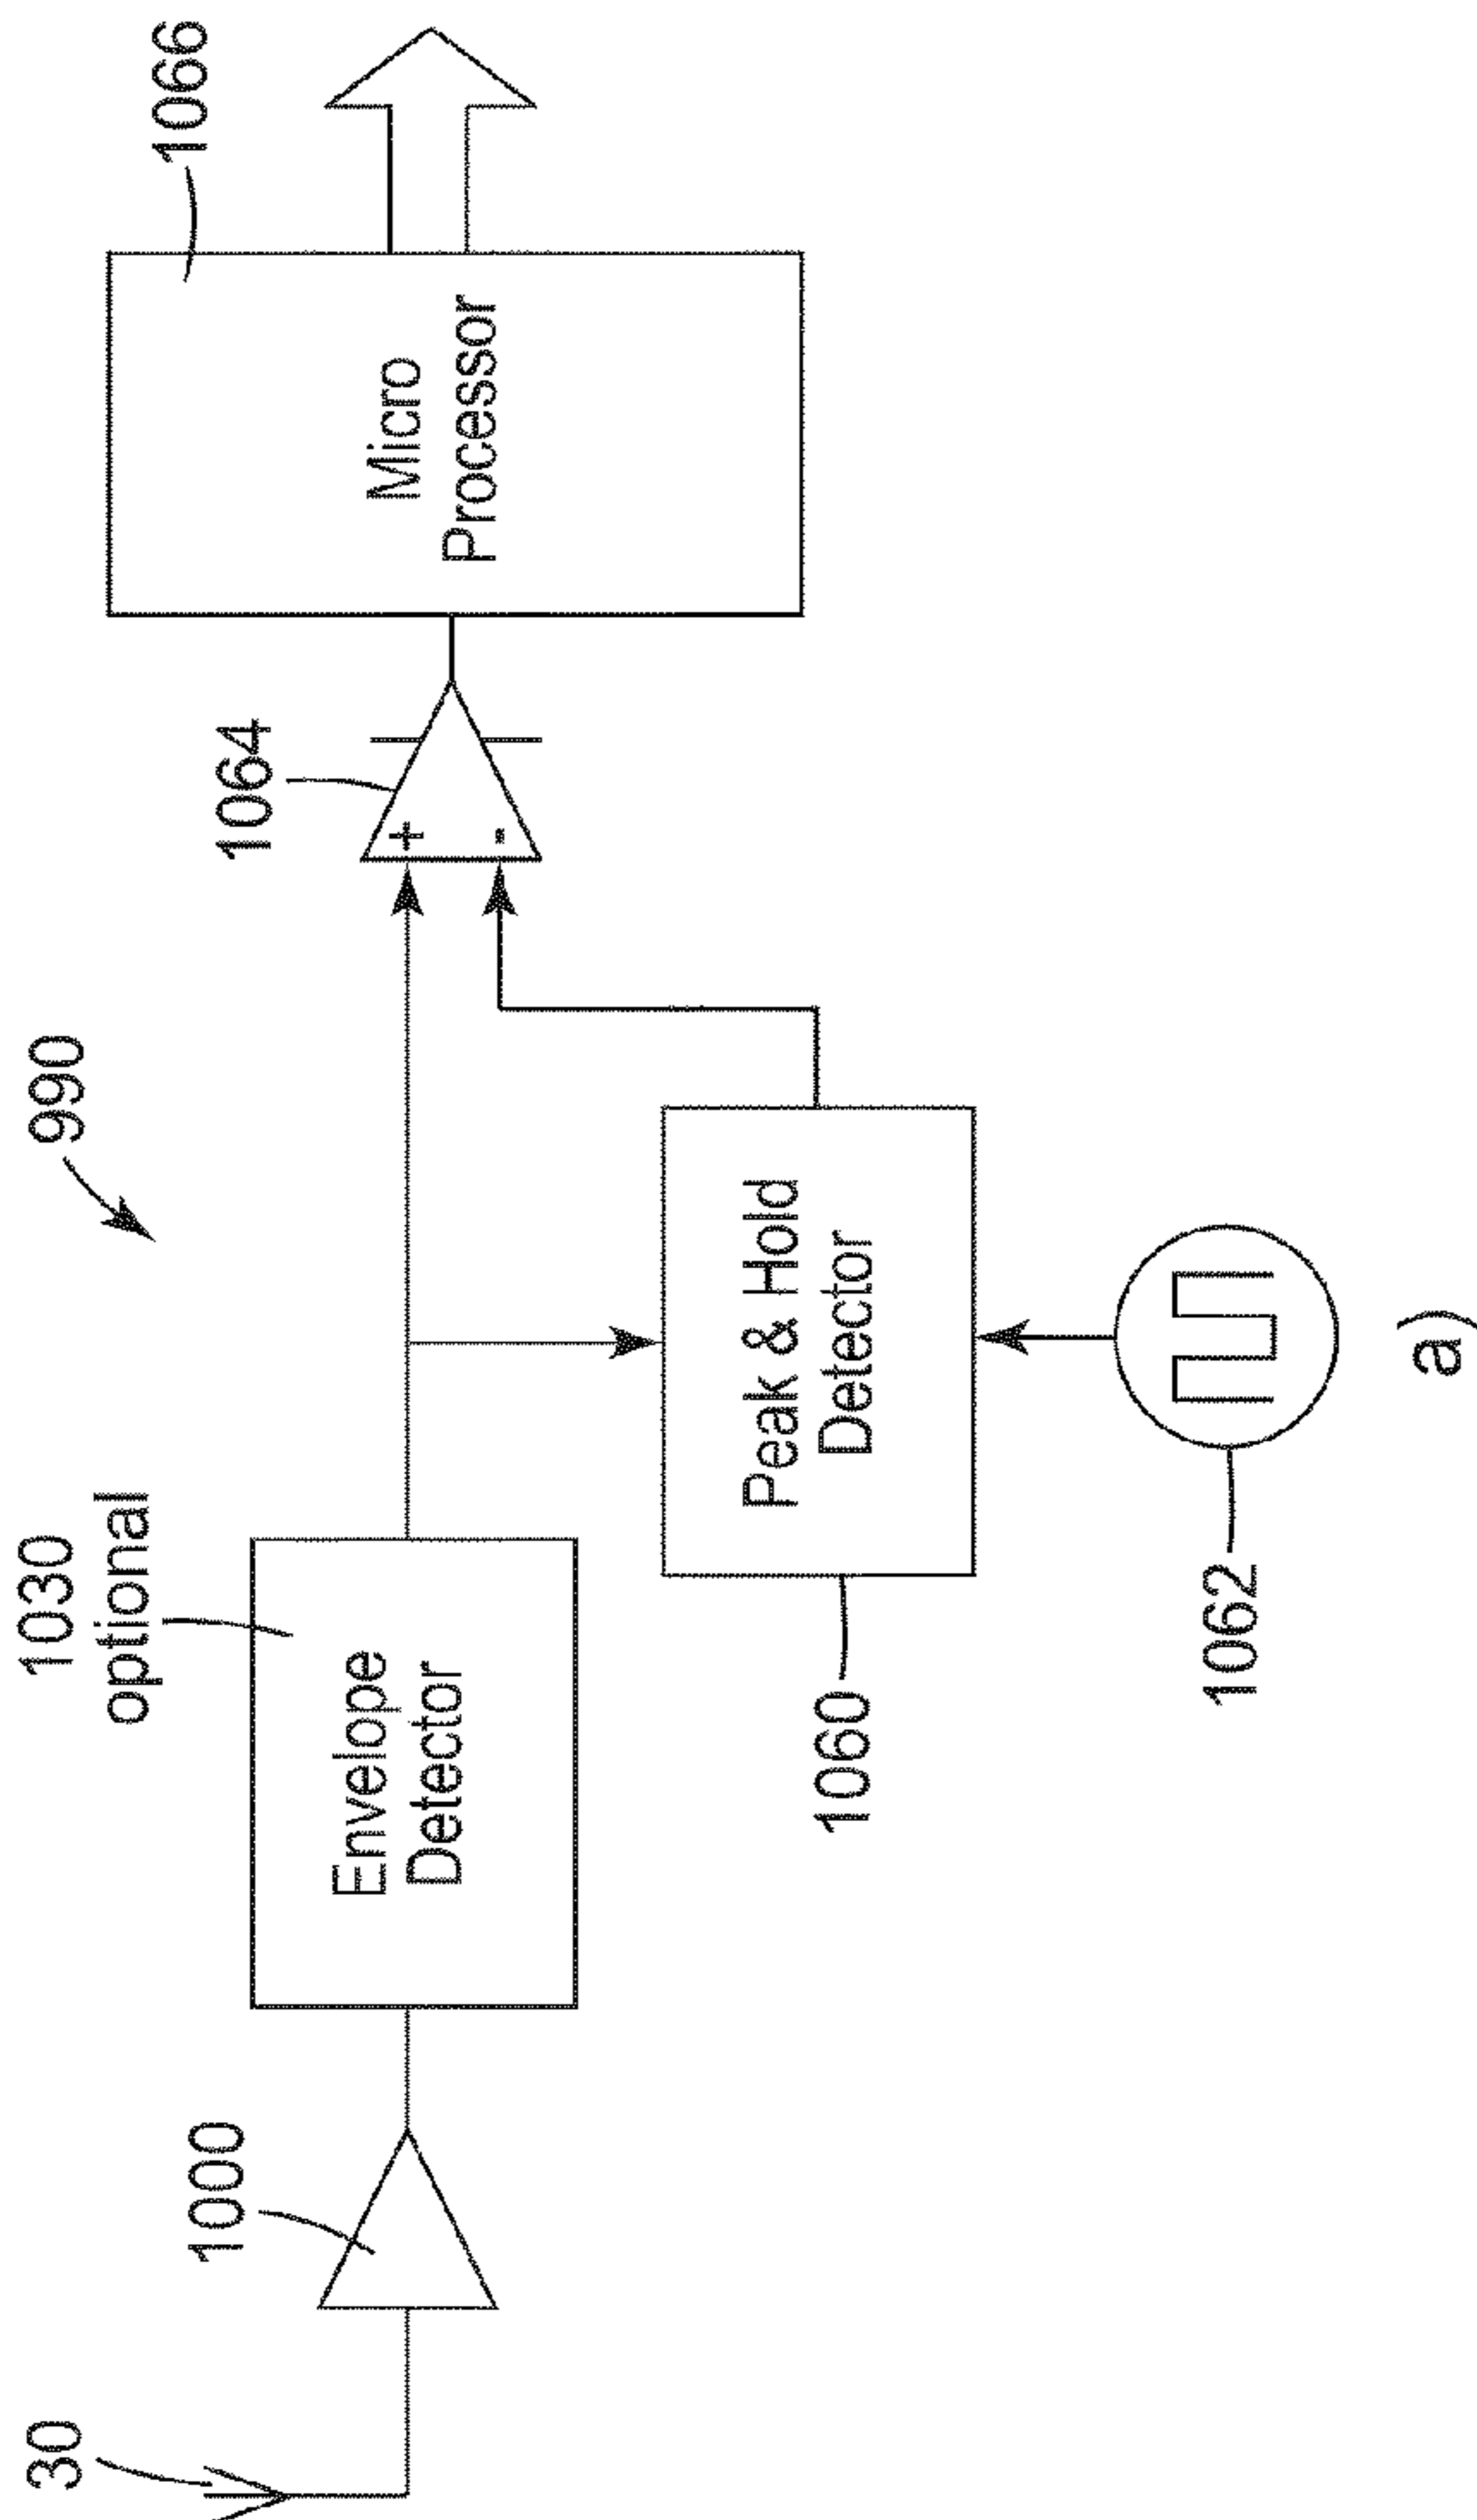 990
1066
1064
1030
optional
1000
30
Micro
Processor
+
-
Envelope
Detector
Peak & Hold
Detector
1060
1062
a)